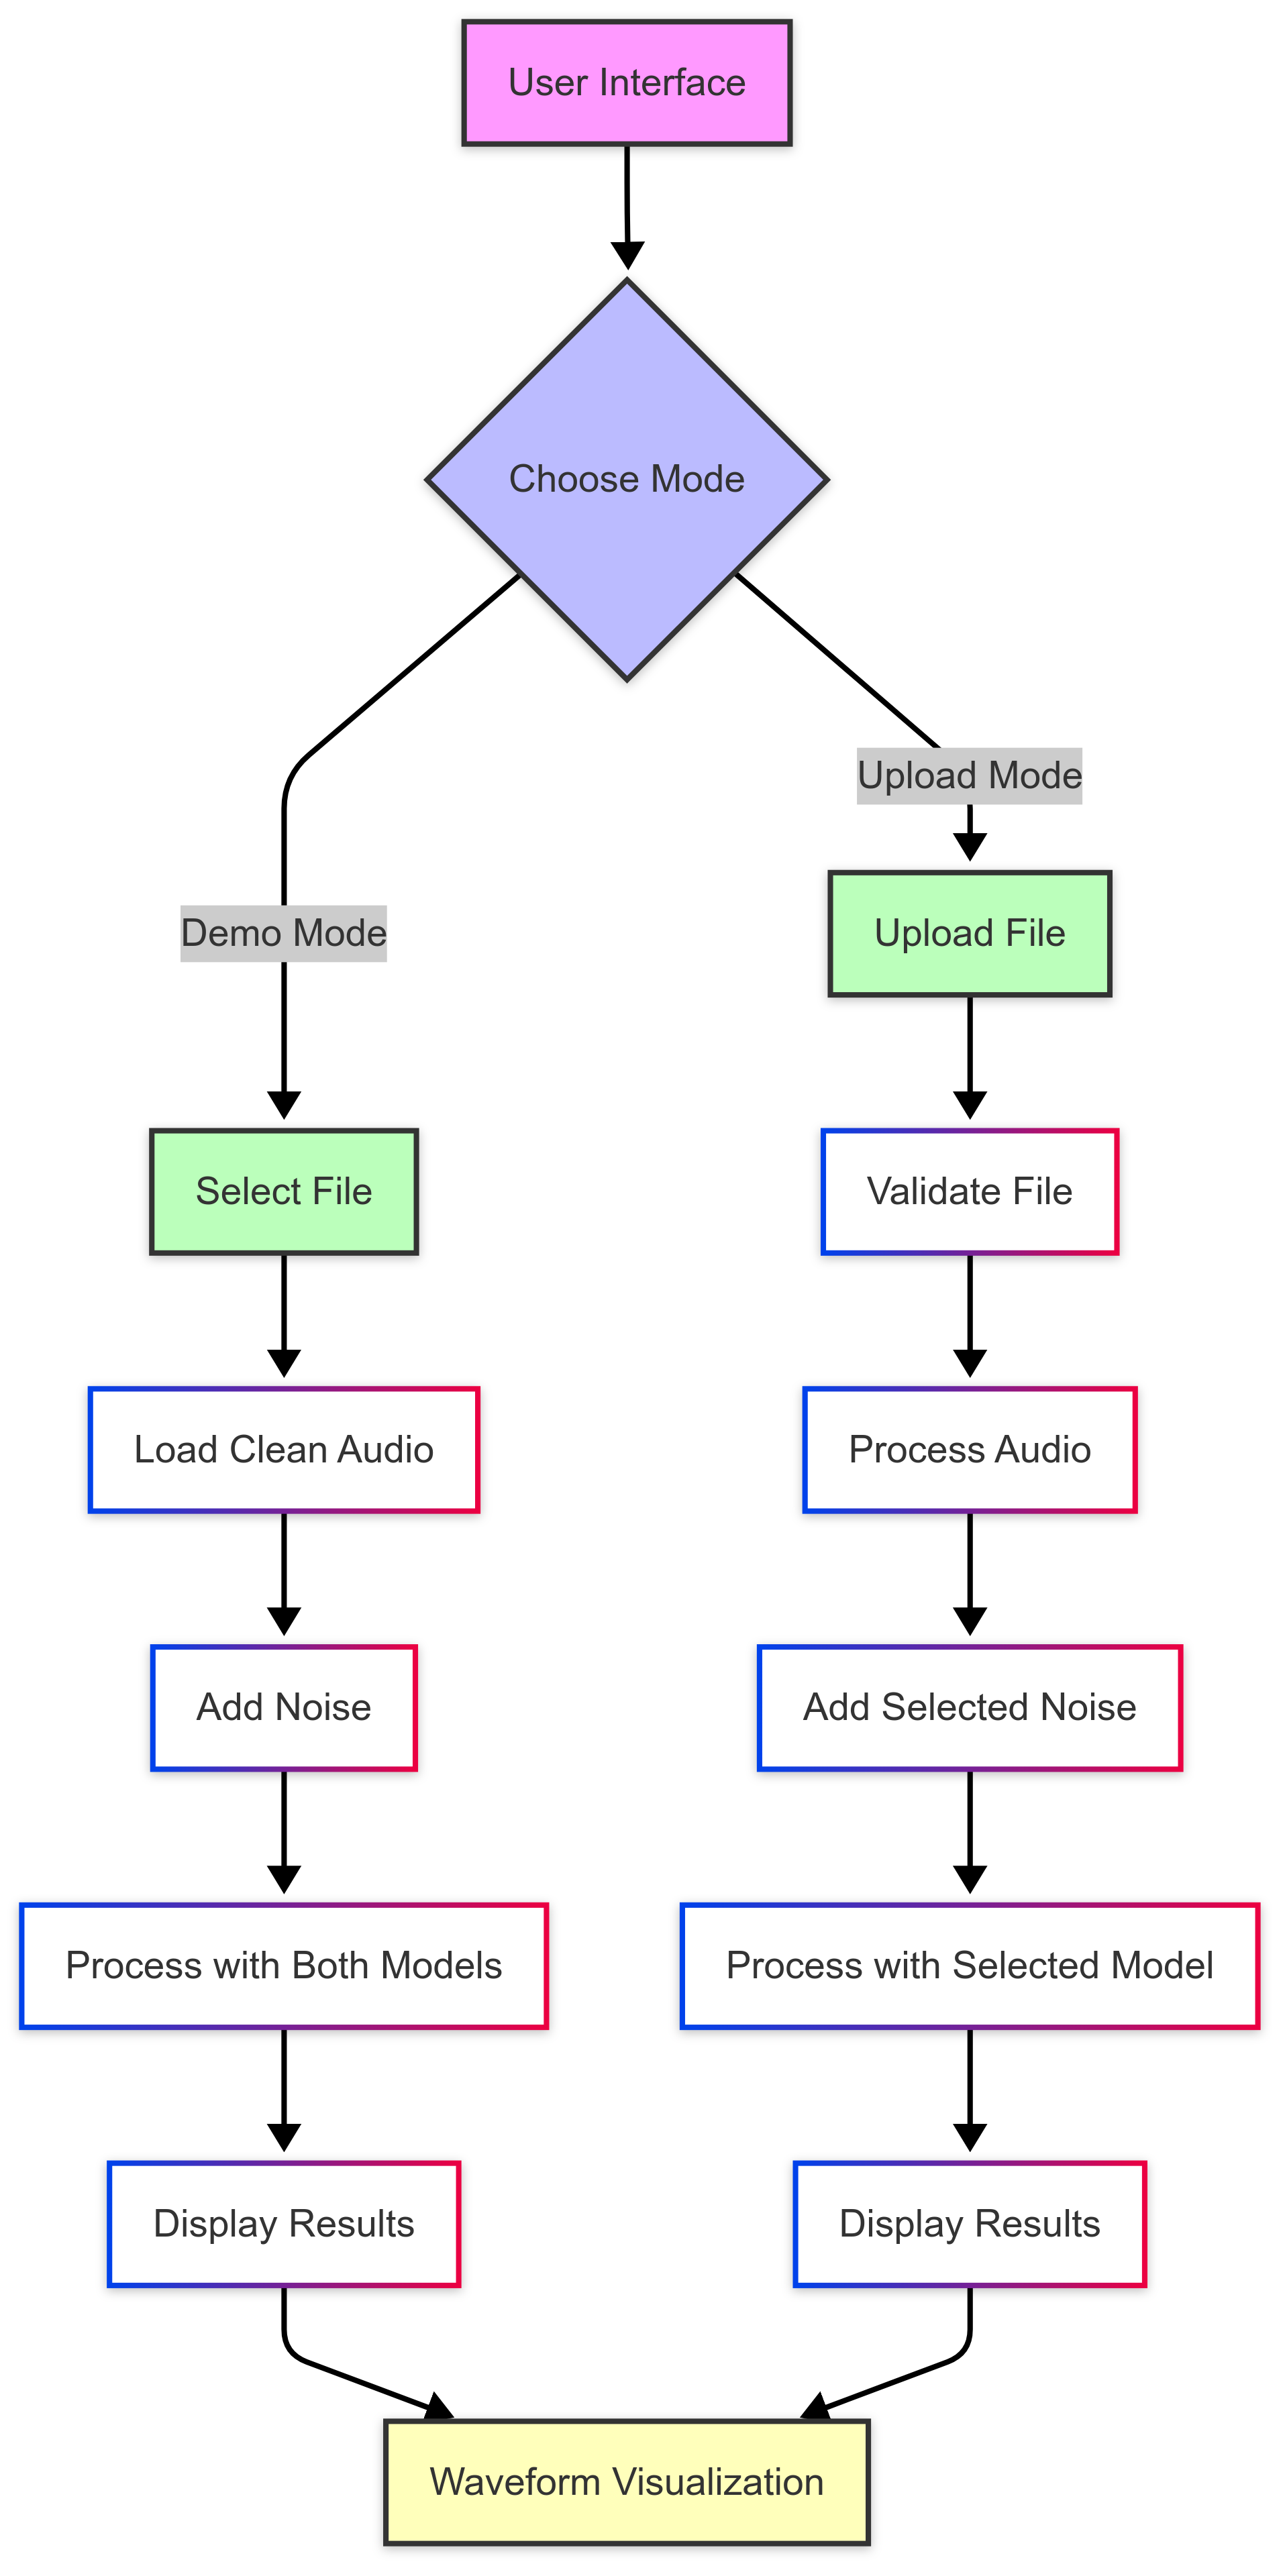 User Interface
Choose Mode
Upload Mode
Demo Mode
Upload File
Select File
Validate File
Load Clean Audio
Process Audio
Add Noise
Add Selected Noise
Process with Both Models
Process with Selected Model
Display Results
Display Results
Waveform Visualization